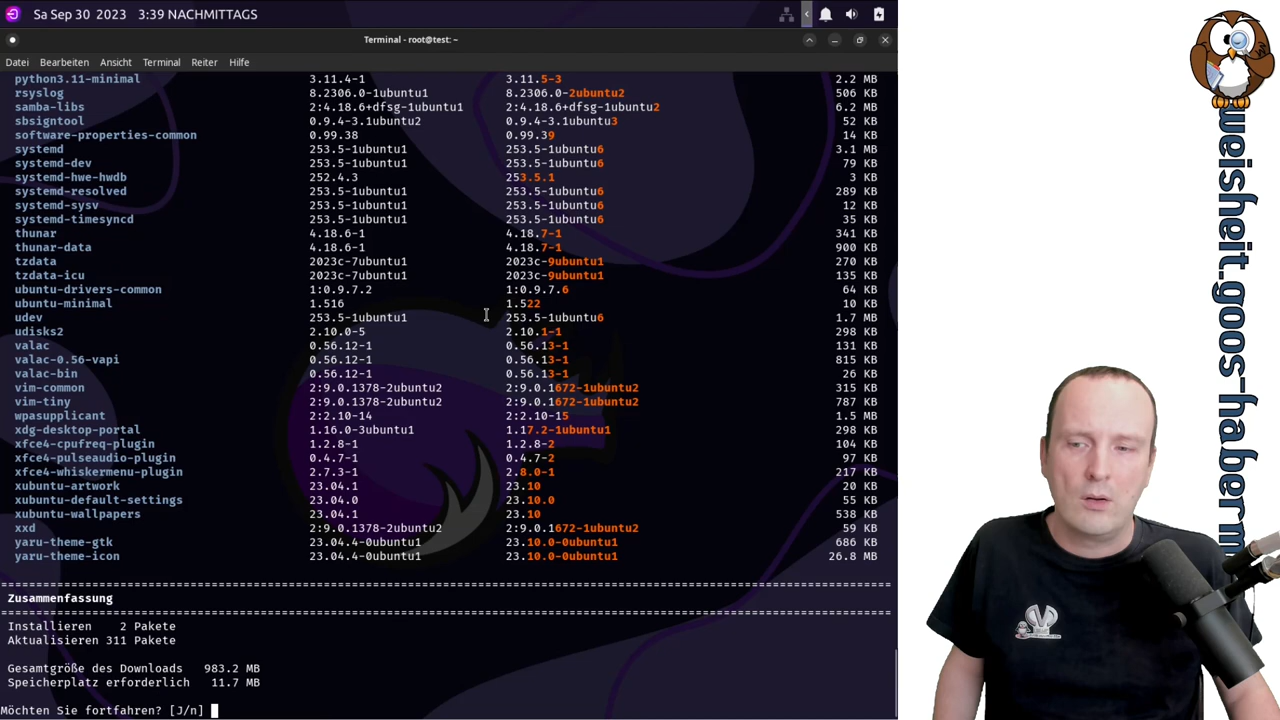 Sa Sep 30, 2023 3:39 NACHMITTAGS
Terminal - root@test: ~
Datei Bearbeiten Ansicht Terminal Reiter Hilfe
python3.11-minimal 3.11.4-1 3.11.5-3 2.2 MB
rsyslog 8.2306.0-1ubuntu1 8.2306.0-2ubuntu2 506 KB
samba-libs 2:4.18.6+dfsg-1ubuntu1 2:4.18.6+dfsg-1ubuntu2 6.2 MB
sbsigntool 0.9.4-3.1ubuntu2 0.9.4-3.1ubuntu3 52 KB
software-properties-common 0.99.38 0.99.39 14 KB
systemd 253.5-1ubuntu1 253.5-1ubuntu6 3.1 MB
systemd-dev 253.5-1ubuntu1 253.5-1ubuntu6 79 KB
systemd-hwe-hwdb 252.4.3 253.5.1 3 KB
systemd-resolved 253.5-1ubuntu1 253.5-1ubuntu6 289 KB
systemd-sysv 253.5-1ubuntu1 253.5-1ubuntu6 12 KB
systemd-timesyncd 253.5-1ubuntu1 253.5-1ubuntu6 35 KB
thunar 4.18.6-1 4.18.7-1 341 KB
thunar-data 4.18.6-1 4.18.7-1 900 KB
tzdata 2023c-7ubuntu1 2023c-9ubuntu1 270 KB
tzdata-icu 2023c-7ubuntu1 2023c-9ubuntu1 135 KB
ubuntu-drivers-common 1:0.9.7.2 1:0.9.7.6 64 KB
ubuntu-minimal 1.516 1.522 10 KB
udev 253.5-1ubuntu1 253.5-1ubuntu6 1.7 MB
udisks2 2.10.0-5 2.10.1-1 298 KB
valac 0.56.12-1 0.56.13-1 131 KB
valac-0.56-vapi 0.56.12-1 0.56.13-1 815 KB
valac-bin 0.56.12-1 0.56.13-1 26 KB
vim-common 2:9.0.1378-2ubuntu2 2:9.0.1672-1ubuntu2 315 KB
vim-tiny 2:9.0.1378-2ubuntu2 2:9.0.1672-1ubuntu2 787 KB
wpasupplicant 2:2.10-14 2:2.10-15 1.5 MB
xdg-desktop-portal 1.16.0-3ubuntu1 1.17.2-1ubuntu1 298 KB
xfce4-cpufreq-plugin 1.2.8-1 1.2.8-2 104 KB
xfce4-pulseaudio-plugin 0.4.7-1 0.4.7-2 97 KB
xfce4-whiskermenu-plugin 2.7.3-1 2.8.0-1 217 KB
xubuntu-artwork 23.04.1 23.10 20 KB
xubuntu-default-settings 23.04.0 23.10.0 55 KB
xubuntu-wallpapers 23.04.1 23.10 538 KB
xxd 2:9.0.1378-2ubuntu2 2:9.0.1672-1ubuntu2 59 KB
yaru-theme-gtk 23.04.4-0ubuntu1 23.10.0-0ubuntu1 686 KB
yaru-theme-icon 23.04.4-0ubuntu1 23.10.0-0ubuntu1 26.8 MB
Zusammenfassung
Installieren 2 Pakete
Aktualisieren 311 Pakete
Gesamtgröße des Downloads 983.2 MB
Speicherplatz erforderlich 11.7 MB
Möchten Sie fortfahren? [J/n]
weisheit.goos-haberm